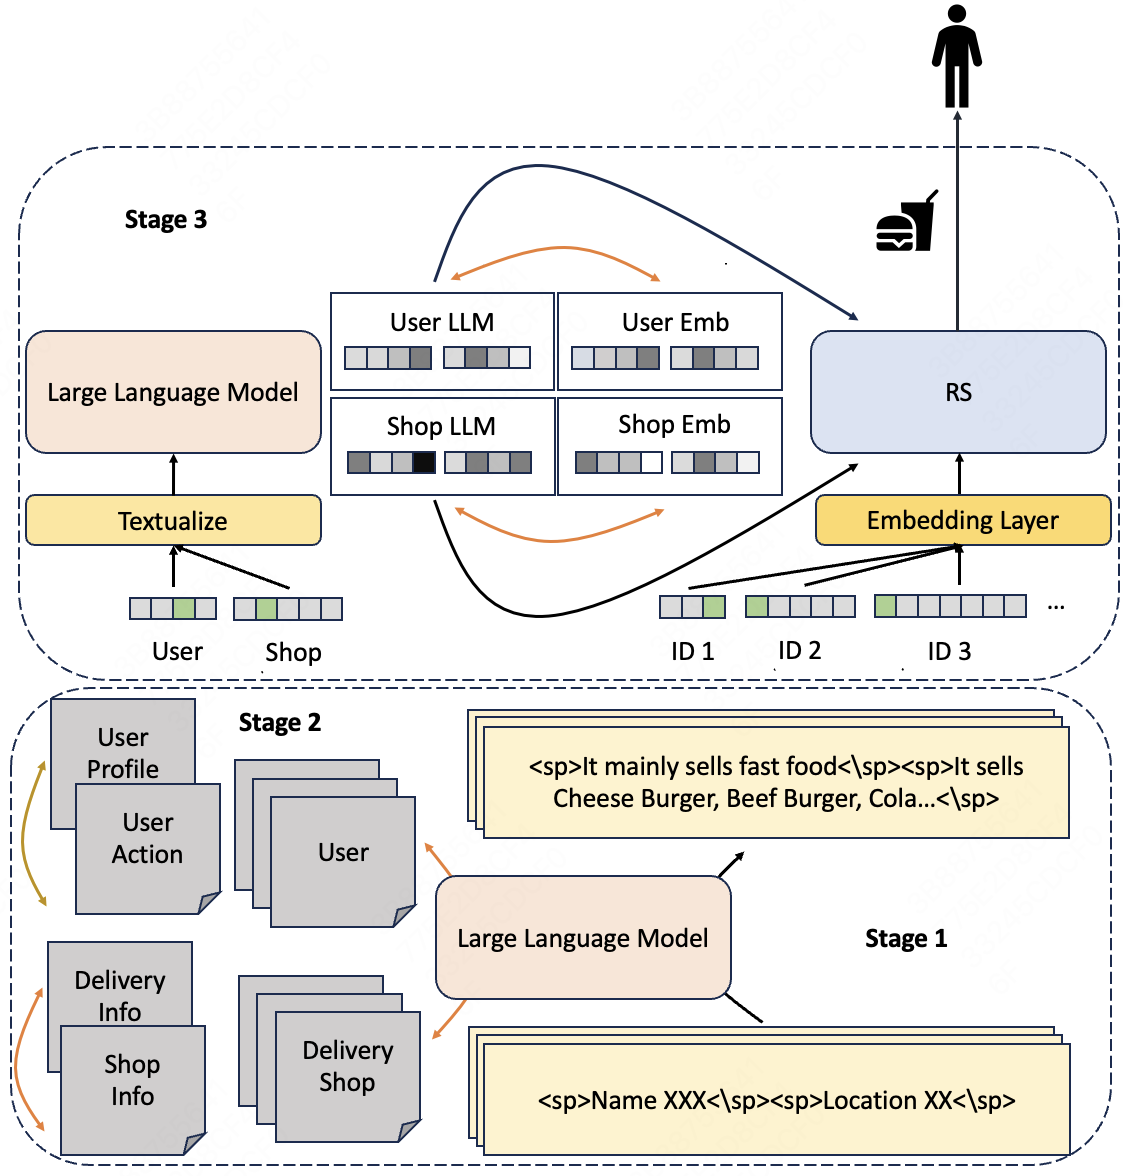 Stage 3
User LLM
User Emb
Large Language Model
RS
Shop LLM
Shop Emb
Textualize
Embedding Layer
User
Shop
ID 1
ID 2
ID 3
...
Stage 2
User
Profile
User
Action
User
<sp>It mainly sells fast food<\sp><sp>It sells
Cheese Burger, Beef Burger, Cola...<\sp>
Large Language Model
Stage 1
Delivery
Info
Shop
Info
Delivery
Shop
<sp>Name XXX<\sp><sp>Location XX<\sp>